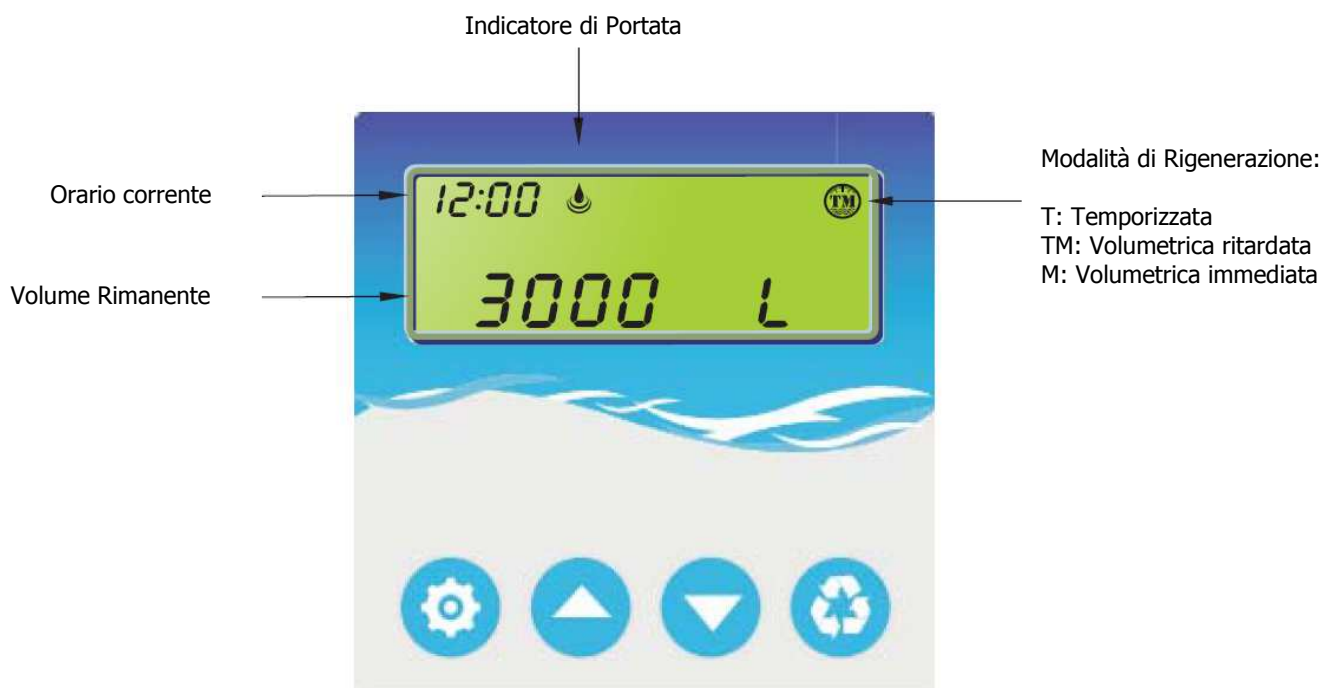 Indicatore di Portata
Modalità di Rigenerazione:
Orario corrente
12:00
TM
T: Temporizzata
TM: Volumetrica ritardata
M: Volumetrica immediata
Volume Rimanente
3000 L